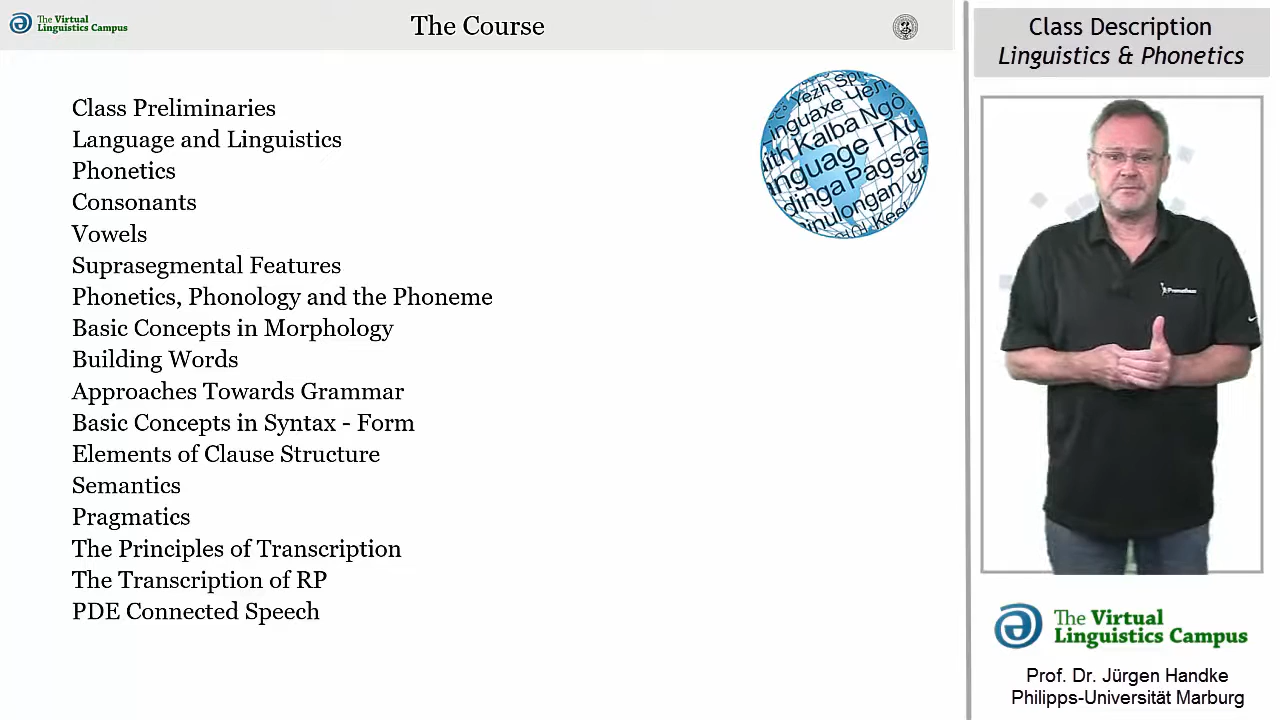 The Virtual
Linguistics Campus
The Course
Class Description
Linguistics & Phonetics
Class Preliminaries
Language and Linguistics
Phonetics
Consonants
Vowels
Suprasegmental Features
Phonetics, Phonology and the Phoneme
Basic Concepts in Morphology
Building Words
Approaches Towards Grammar
Basic Concepts in Syntax - Form
Elements of Clause Structure
Semantics
Pragmatics
The Principles of Transcription
The Transcription of RP
PDE Connected Speech
Yezh
Kalba Ngô
Pagsas
Prometheus
The Virtual
Linguistics Campus
Prof. Dr. Jürgen Handke
Philipps-Universität Marburg